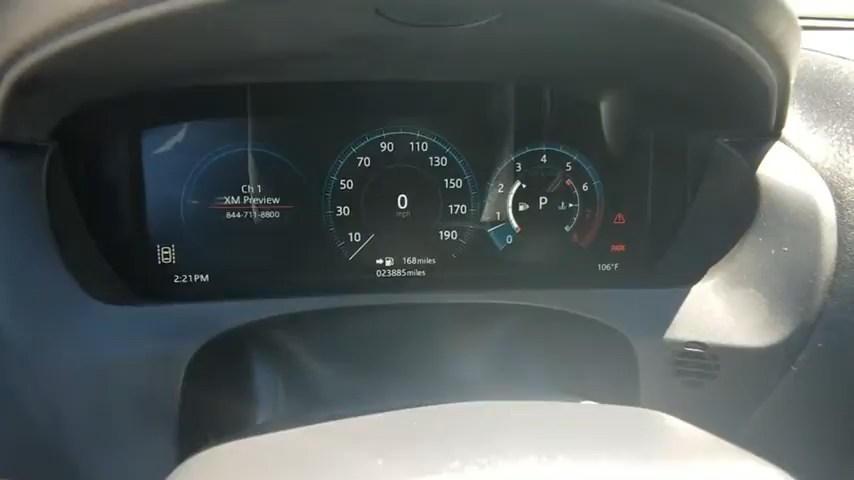 Ch 1
XM Preview
844-711-8800
2:21PM
10
30
50
70
90
110
130
150
170
190
0
mph
168miles
023885miles
0
1
2
3
4
5
6
P
PARK
106°F